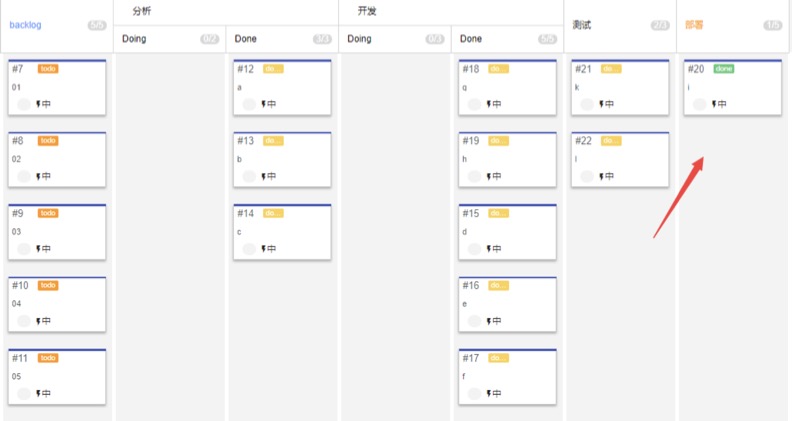 分析
开发
backlog 5/5
测试 2/3
部署 1/5
Doing 0/2
Done 3/3
Doing 0/3
Done 5/5
#7 todo
01
中
#12 do...
a
中
#18 do...
g
中
#21 do...
k
中
#20 done
i
中
#8 todo
02
中
#13 do...
b
中
#19 do...
h
中
#22 do...
l
中
#9 todo
03
中
#14 do...
c
中
#15 do...
d
中
#10 todo
04
中
#16 do...
e
中
#11 todo
05
中
#17 do...
f
中